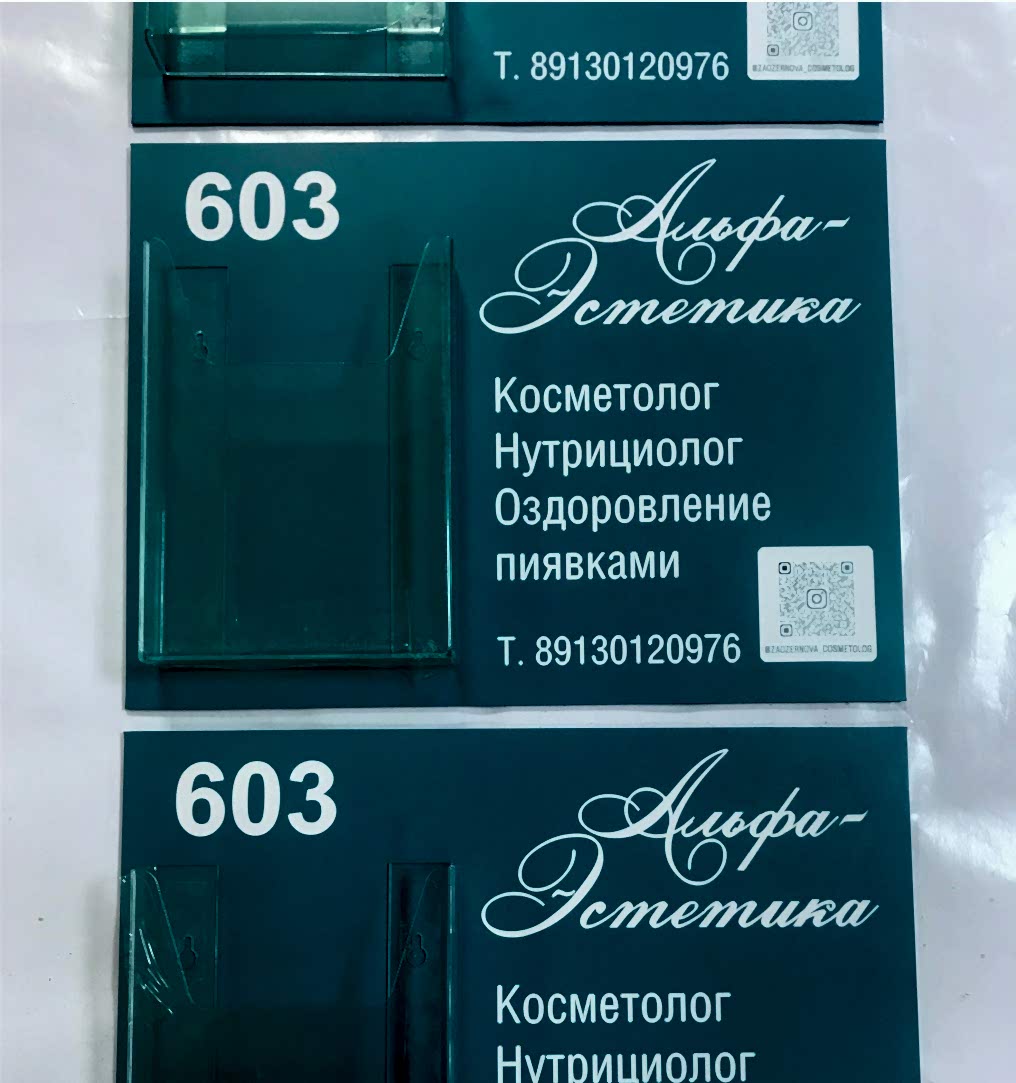 Т. 89130120976
@ZAOZERNOVA_COSMETOLOG
603
Альфа-
Эстетика
Косметолог
Нутрициолог
Оздоровление
пиявками
Т. 89130120976
@ZAOZERNOVA_COSMETOLOG
603
Альфа-
Эстетика
Косметолог
Нутрициолог